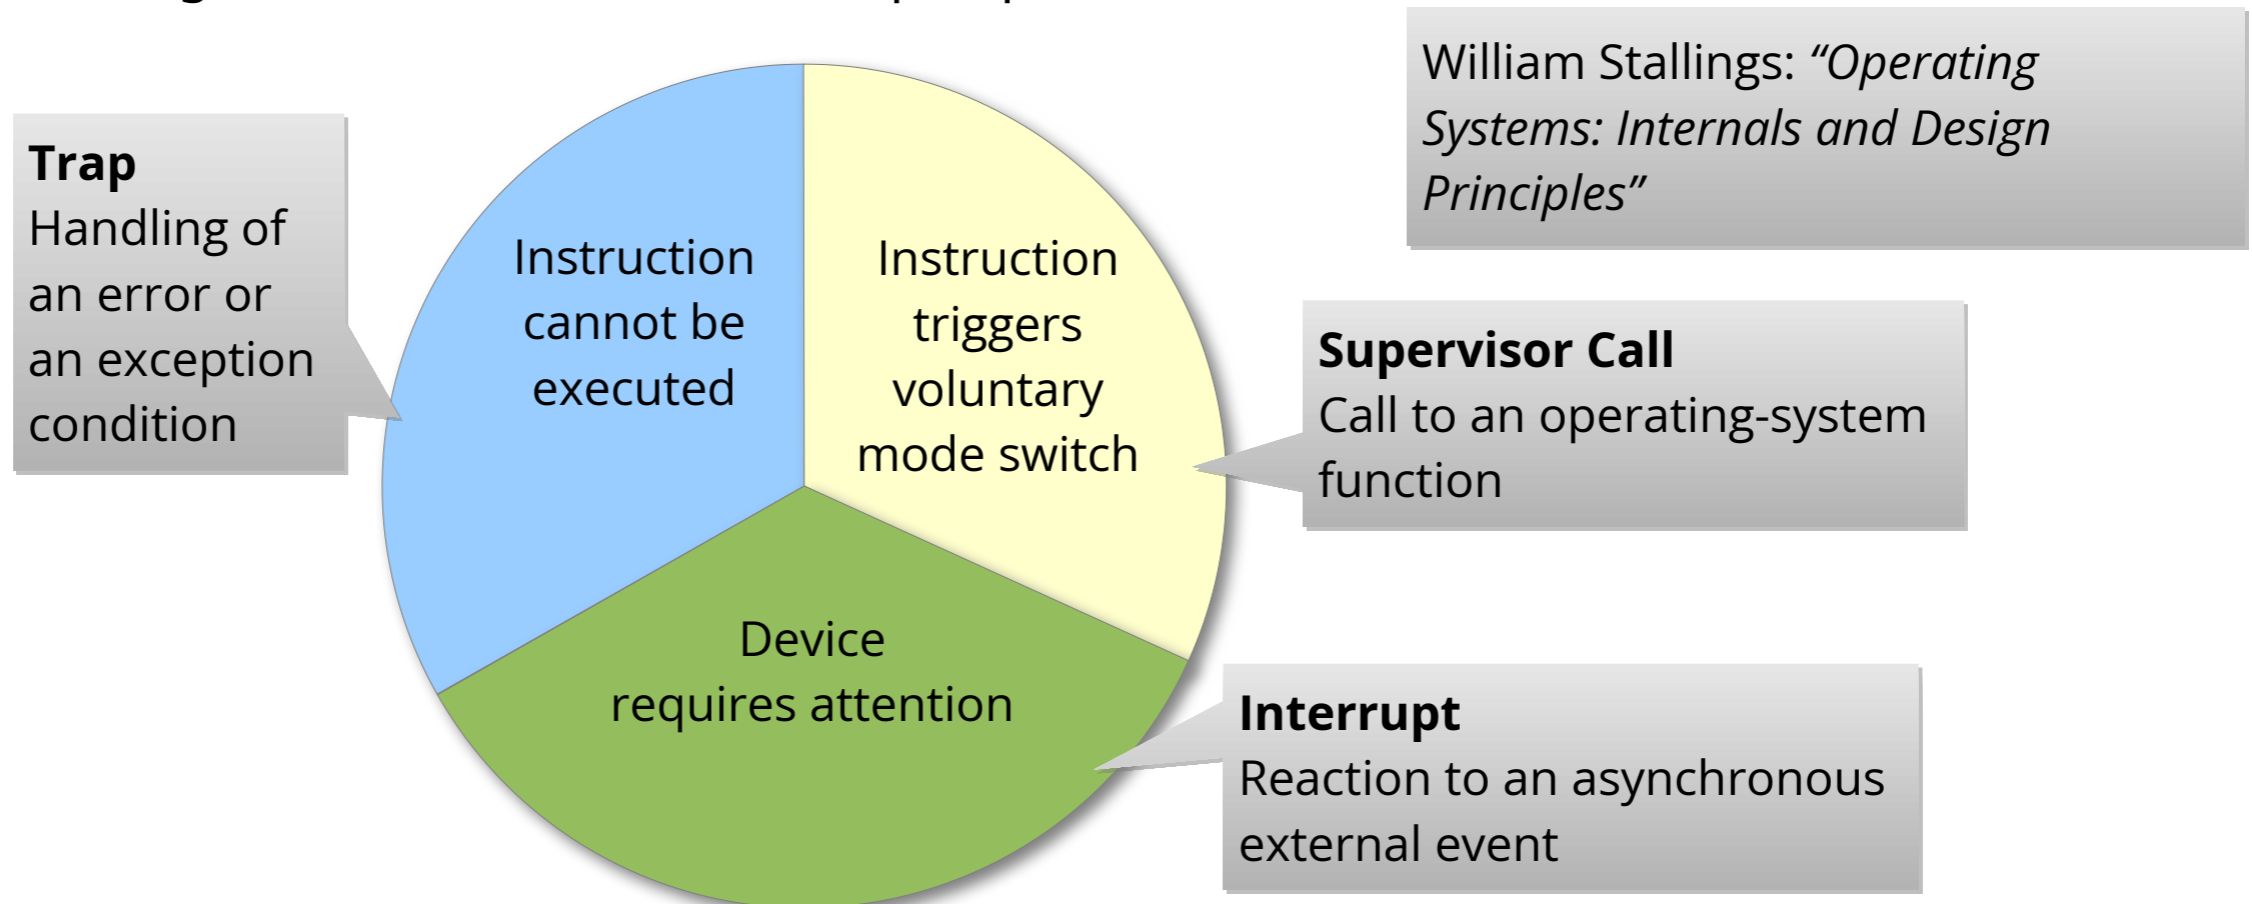 William Stallings: “Operating
Systems: Internals and Design
Principles”
Trap
Handling of
an error or
an exception
condition
Instruction
cannot be
executed
Instruction
triggers
voluntary
mode switch
Supervisor Call
Call to an operating-system
function
Device
requires attention
Interrupt
Reaction to an asynchronous
external event